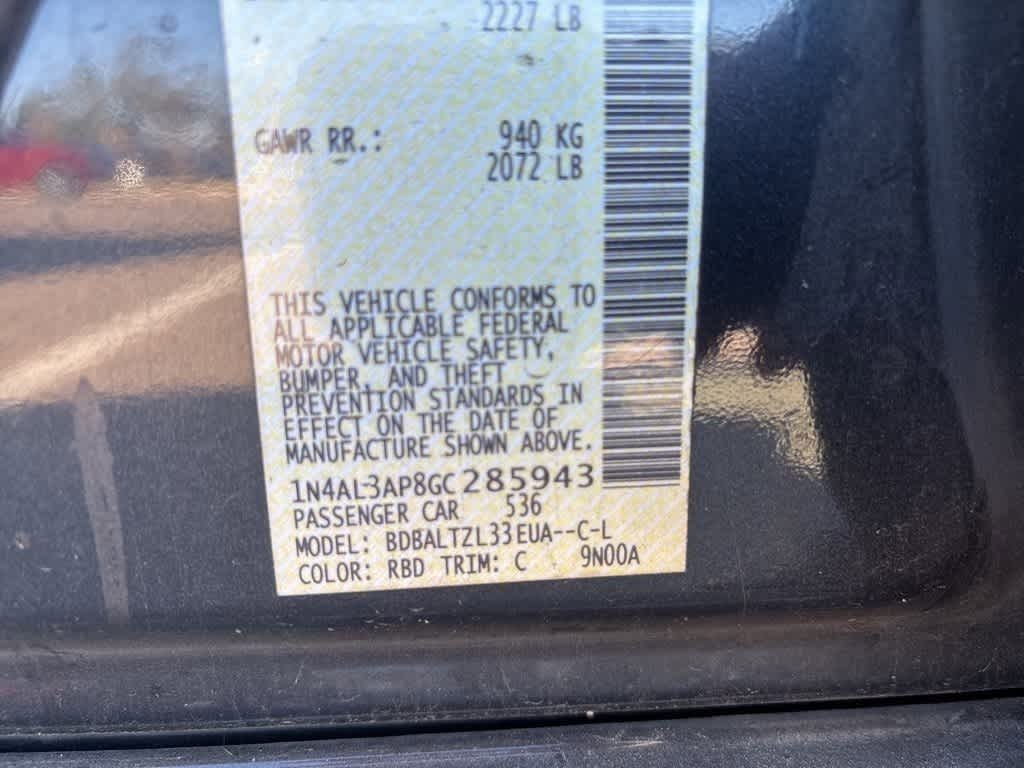 2227 LB
GAWR RR.: 940 KG
2072 LB
THIS VEHICLE CONFORMS TO
ALL APPLICABLE FEDERAL
MOTOR VEHICLE SAFETY,
BUMPER, AND THEFT
PREVENTION STANDARDS IN
EFFECT ON THE DATE OF
MANUFACTURE SHOWN ABOVE.
1N4AL3AP8GC285943
PASSENGER CAR 536
MODEL: BDBALTZL33EUA--C-L
COLOR: RBD TRIM: C 9N00A